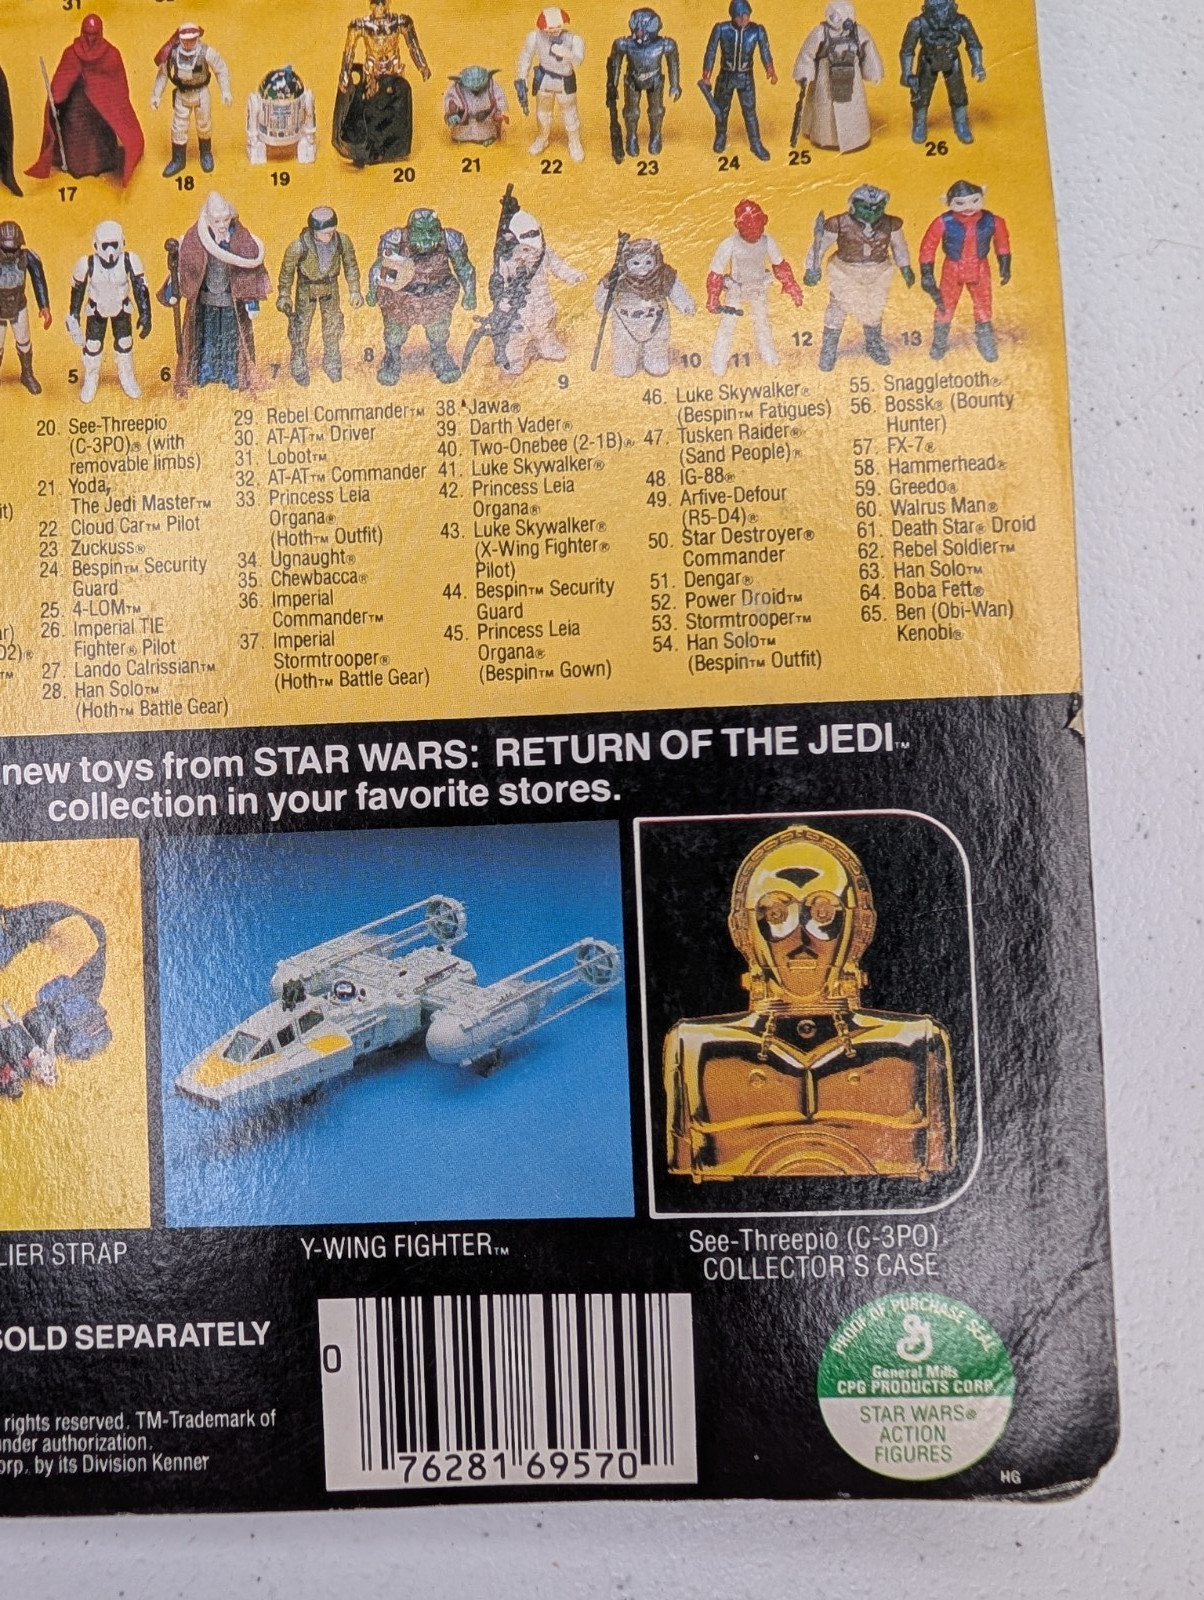 31
17
18
19
20
21
22
23
24
25
26
5
6
7
8
9
10
11
12
13
20. See-Threepio
(C-3PO)® (with
removable limbs)
21. Yoda,
The Jedi Master™
22 Cloud Car™ Pilot
23 Zuckuss®
24 Bespin™ Security
Guard
25. 4-LOM™
26. Imperial TIE
Fighter® Pilot
27. Lando Calrissian™
28. Han Solo™
(Hoth™ Battle Gear)
29. Rebel Commander™
30. AT-AT™ Driver
31. Lobot™
32. AT-AT™ Commander
33. Princess Leia
Organa®
(Hoth™ Outfit)
34 Ugnaught®
35. Chewbacca®
36. Imperial
Commander™
37. Imperial
Stormtrooper®
(Hoth™ Battle Gear)
38. Jawa®
39. Darth Vader®
40. Two-Onebee (2-1B)®
41. Luke Skywalker®
42. Princess Leia
Organa®
43. Luke Skywalker®
(X-Wing Fighter®
Pilot)
44. Bespin™ Security
Guard
45. Princess Leia
Organa®
(Bespin™ Gown)
46. Luke Skywalker®
(Bespin™ Fatigues)
47. Tusken Raider®
(Sand People)®
48. IG-88®
49. Arfive-Defour
(R5-D4)®
50. Star Destroyer®
Commander
51. Dengar®
52. Power Droid™
53. Stormtrooper™
54. Han Solo™
(Bespin™ Outfit)
55. Snaggletooth®
56. Bossk® (Bounty
Hunter)
57. FX-7®
58. Hammerhead®
59. Greedo®
60. Walrus Man®
61. Death Star® Droid
62. Rebel Soldier™
63. Han Solo™
64. Boba Fett®
65. Ben (Obi-Wan)
Kenobi®
new toys from STAR WARS: RETURN OF THE JEDI™
collection in your favorite stores.
LIER STRAP
Y-WING FIGHTER™
See-Threepio (C-3PO)
COLLECTOR'S CASE
SOLD SEPARATELY
rights reserved. TM-Trademark of
under authorization.
orp. by its Division Kenner
0
76281 69570
PROOF OF PURCHASE SEAL
General Mills
CPG PRODUCTS CORP.
STAR WARS®
ACTION
FIGURES
HG